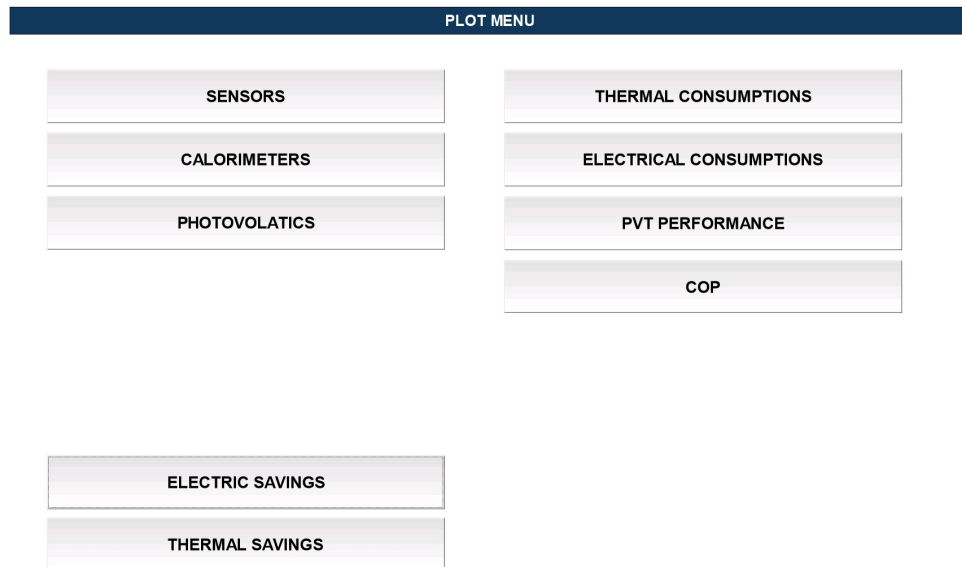 PLOT MENU
SENSORS
CALORIMETERS
PHOTOVOLATICS
THERMAL CONSUMPTIONS
ELECTRICAL CONSUMPTIONS
PVT PERFORMANCE
COP
ELECTRIC SAVINGS
THERMAL SAVINGS